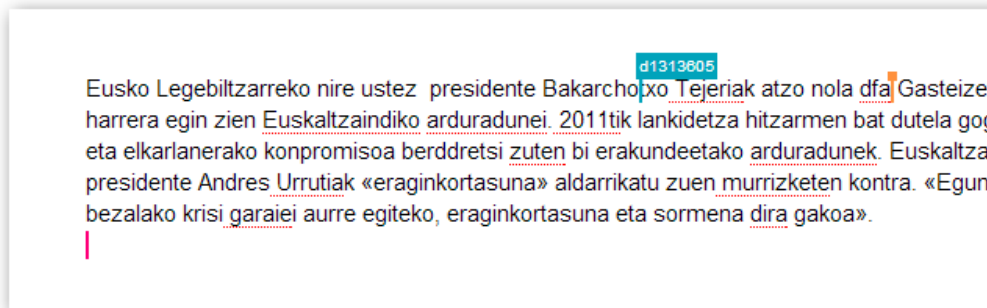 d1313605
Eusko Legebiltzarreko nire ustez  presidente Bakarchotxo Tejeriak atzo nola dfa Gasteize
harrera egin zien Euskaltzaindiko arduradunei. 2011tik lankidetza hitzarmen bat dutela gog
eta elkarlanerako konpromisoa berddretsi zuten bi erakundeetako arduradunek. Euskaltza
presidente Andres Urrutiak «eraginkortasuna» aldarrikatu zuen murrizketen kontra. «Egun
bezalako krisi garaiei aurre egiteko, eraginkortasuna eta sormena dira gakoa».